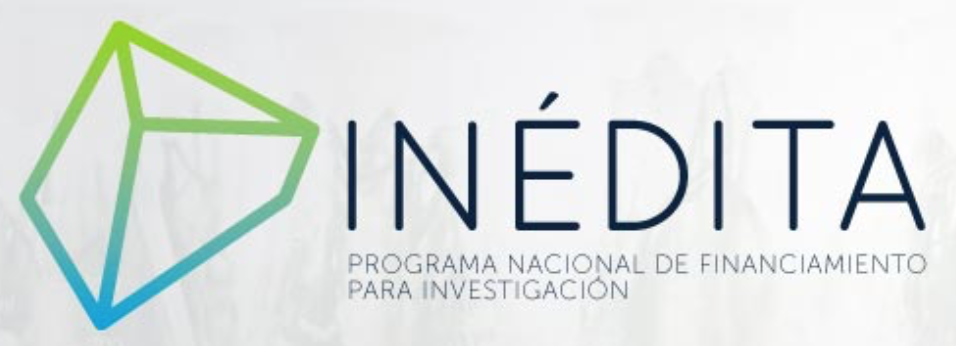 INÉDITA
PROGRAMA NACIONAL DE FINANCIAMIENTO
PARA INVESTIGACIÓN